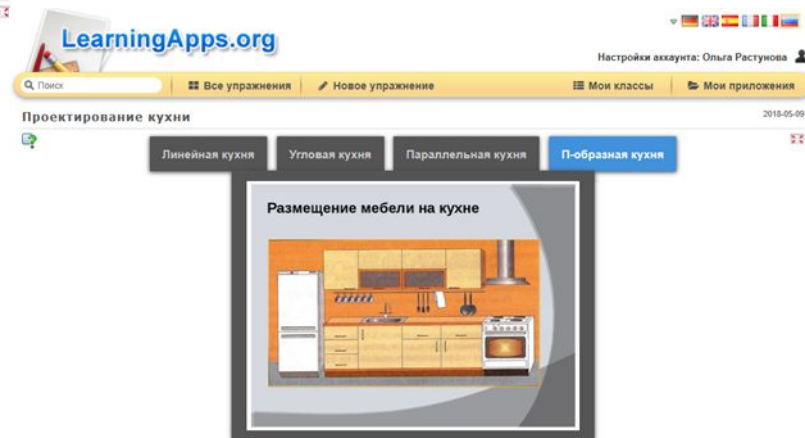 LearningApps.org
Настройки аккаунта: Ольга Растунова
Поиск
Все упражнения
Новое упражнение
Мои классы
Мои приложения
Проектирование кухни
2018-05-09
Линейная кухня
Угловая кухня
Параллельная кухня
П-образная кухня
Размещение мебели на кухне